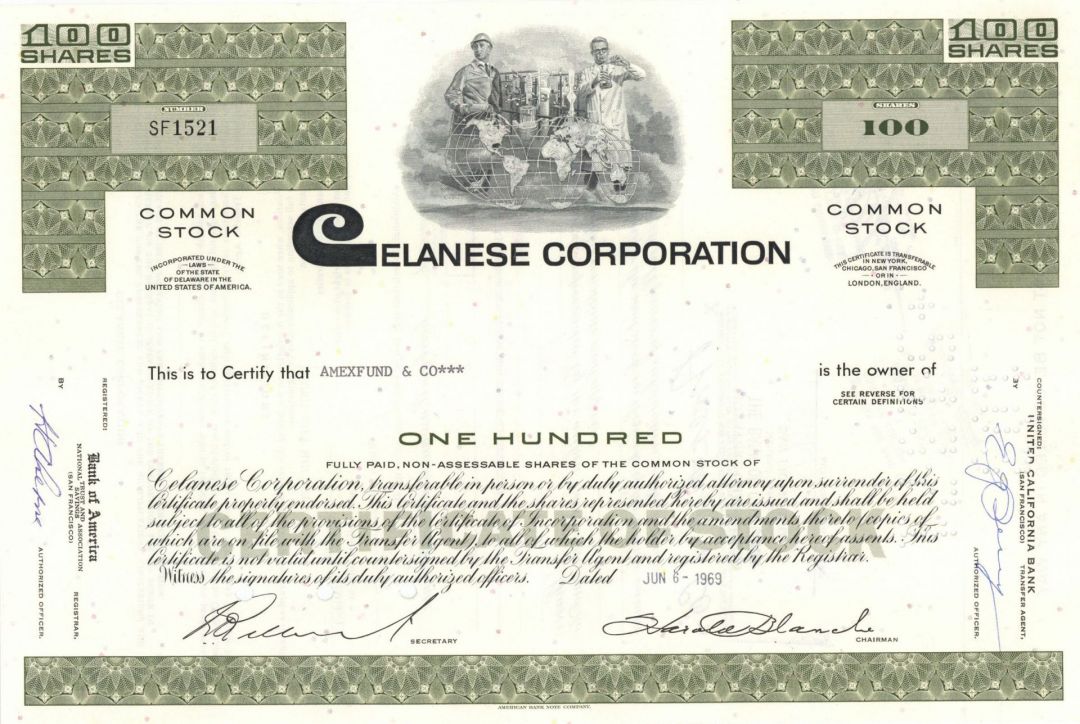 100
SHARES
100
SHARES
NUMBER
SF1521
SHARES
100
COMMON
STOCK
INCORPORATED UNDER THE
LAWS
OF THE STATE
OF DELAWARE IN THE
UNITED STATES OF AMERICA.
CELANESE CORPORATION
COMMON
STOCK
THIS CERTIFICATE IS TRANSFERABLE
IN NEW YORK,
CHICAGO, SAN FRANCISCO
— OR IN —
LONDON, ENGLAND.
This is to Certify that AMEXFUND & CO***
is the owner of
SEE REVERSE FOR
CERTAIN DEFINITIONS
ONE HUNDRED
FULLY PAID, NON-ASSESSABLE SHARES OF THE COMMON STOCK OF
Celanese Corporation, transferable in person or by duly authorized attorney upon surrender of this
Certificate properly endorsed. This certificate and the shares represented hereby are issued and shall be held
subject to all of the provisions of the Certificate of Incorporation and the amendments thereto (copies of
which are on file with the Transfer Agent), to all of which the holder by acceptance hereof assents. This
Certificate is not valid until countersigned by the Transfer Agent and registered by the Registrar.
Witness the signatures of its duly authorized officers. Dated JUN 6 - 1969
SECRETARY
Harold Blancke
CHAIRMAN
REGISTERED:
Bank of America
NATIONAL TRUST AND SAVINGS ASSOCIATION
(SAN FRANCISCO)
REGISTRAR,
BY
AUTHORIZED OFFICER.
COUNTERSIGNED:
UNITED CALIFORNIA BANK
(SAN FRANCISCO)
TRANSFER AGENT,
BY
AUTHORIZED OFFICER.
AMERICAN BANK NOTE COMPANY.